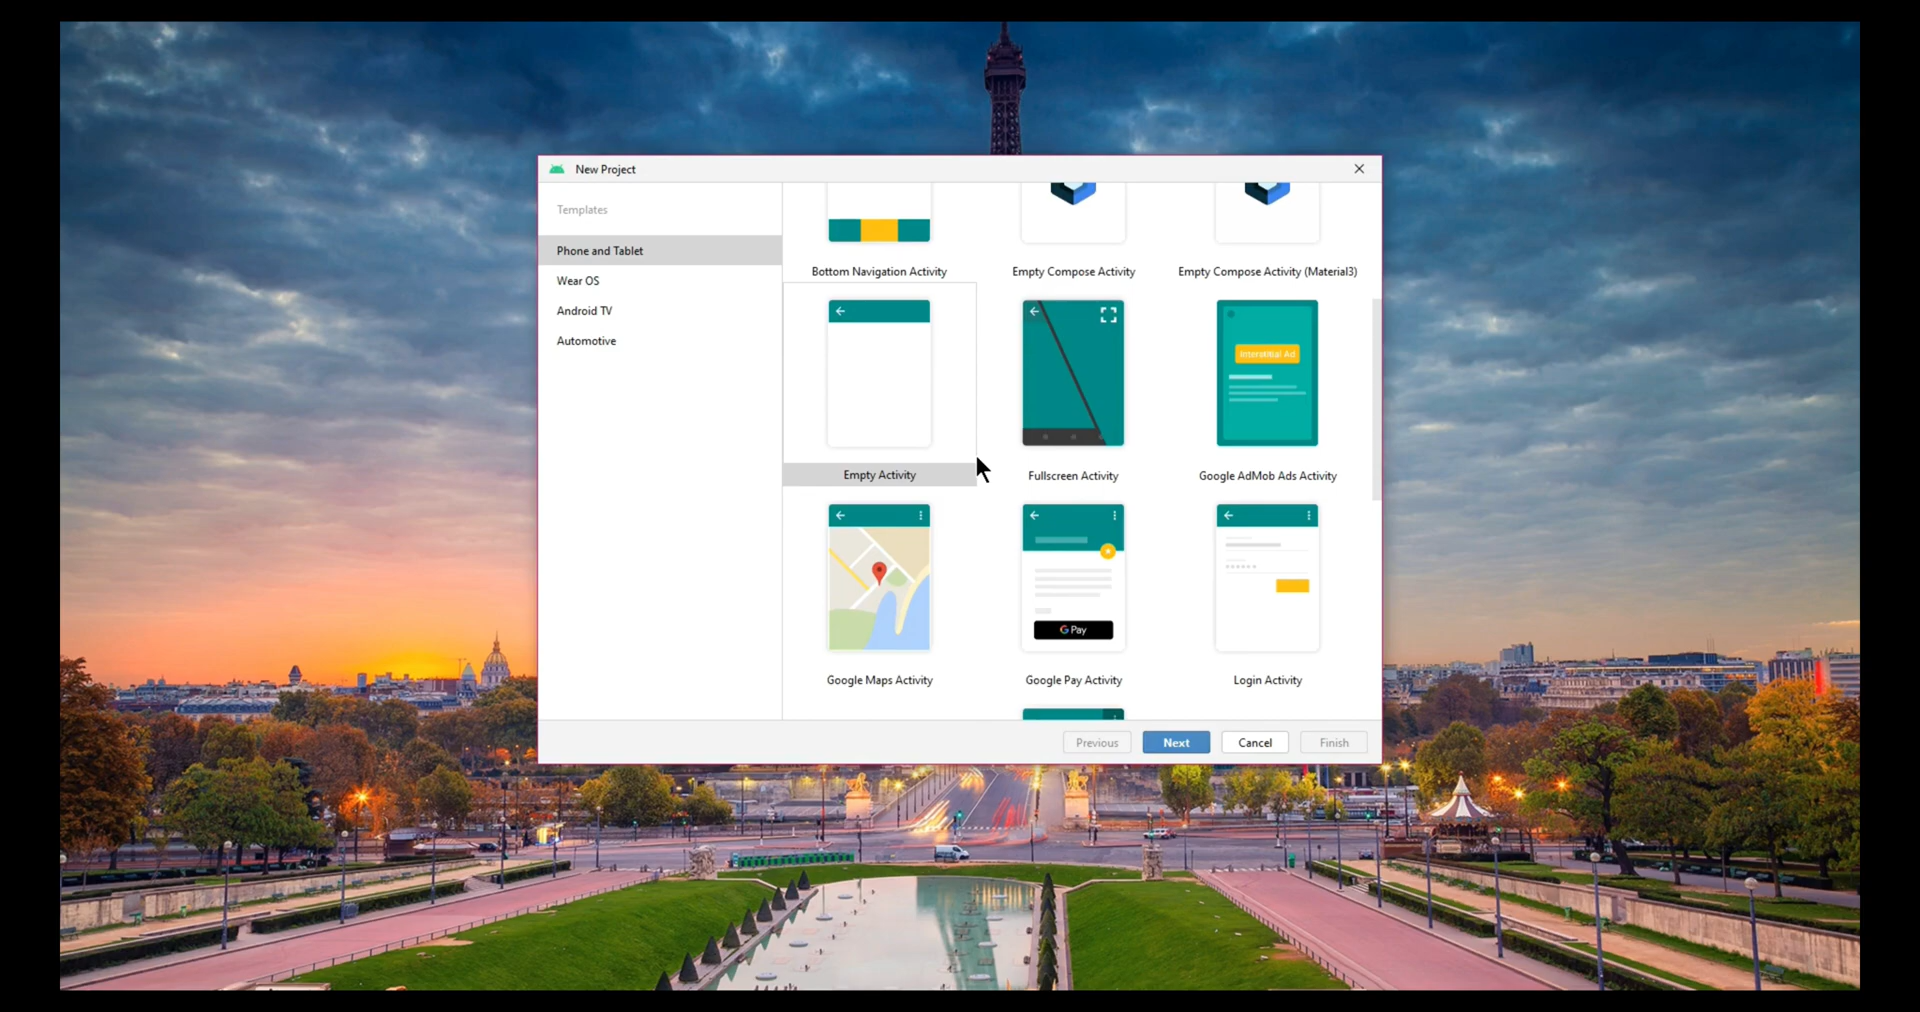 New Project
Templates
Phone and Tablet
Wear OS
Android TV
Automotive
Bottom Navigation Activity
Empty Compose Activity
Empty Compose Activity (Material3)
Interstitial Ad
Empty Activity
Fullscreen Activity
Google AdMob Ads Activity
G Pay
Google Maps Activity
Google Pay Activity
Login Activity
Previous
Next
Cancel
Finish